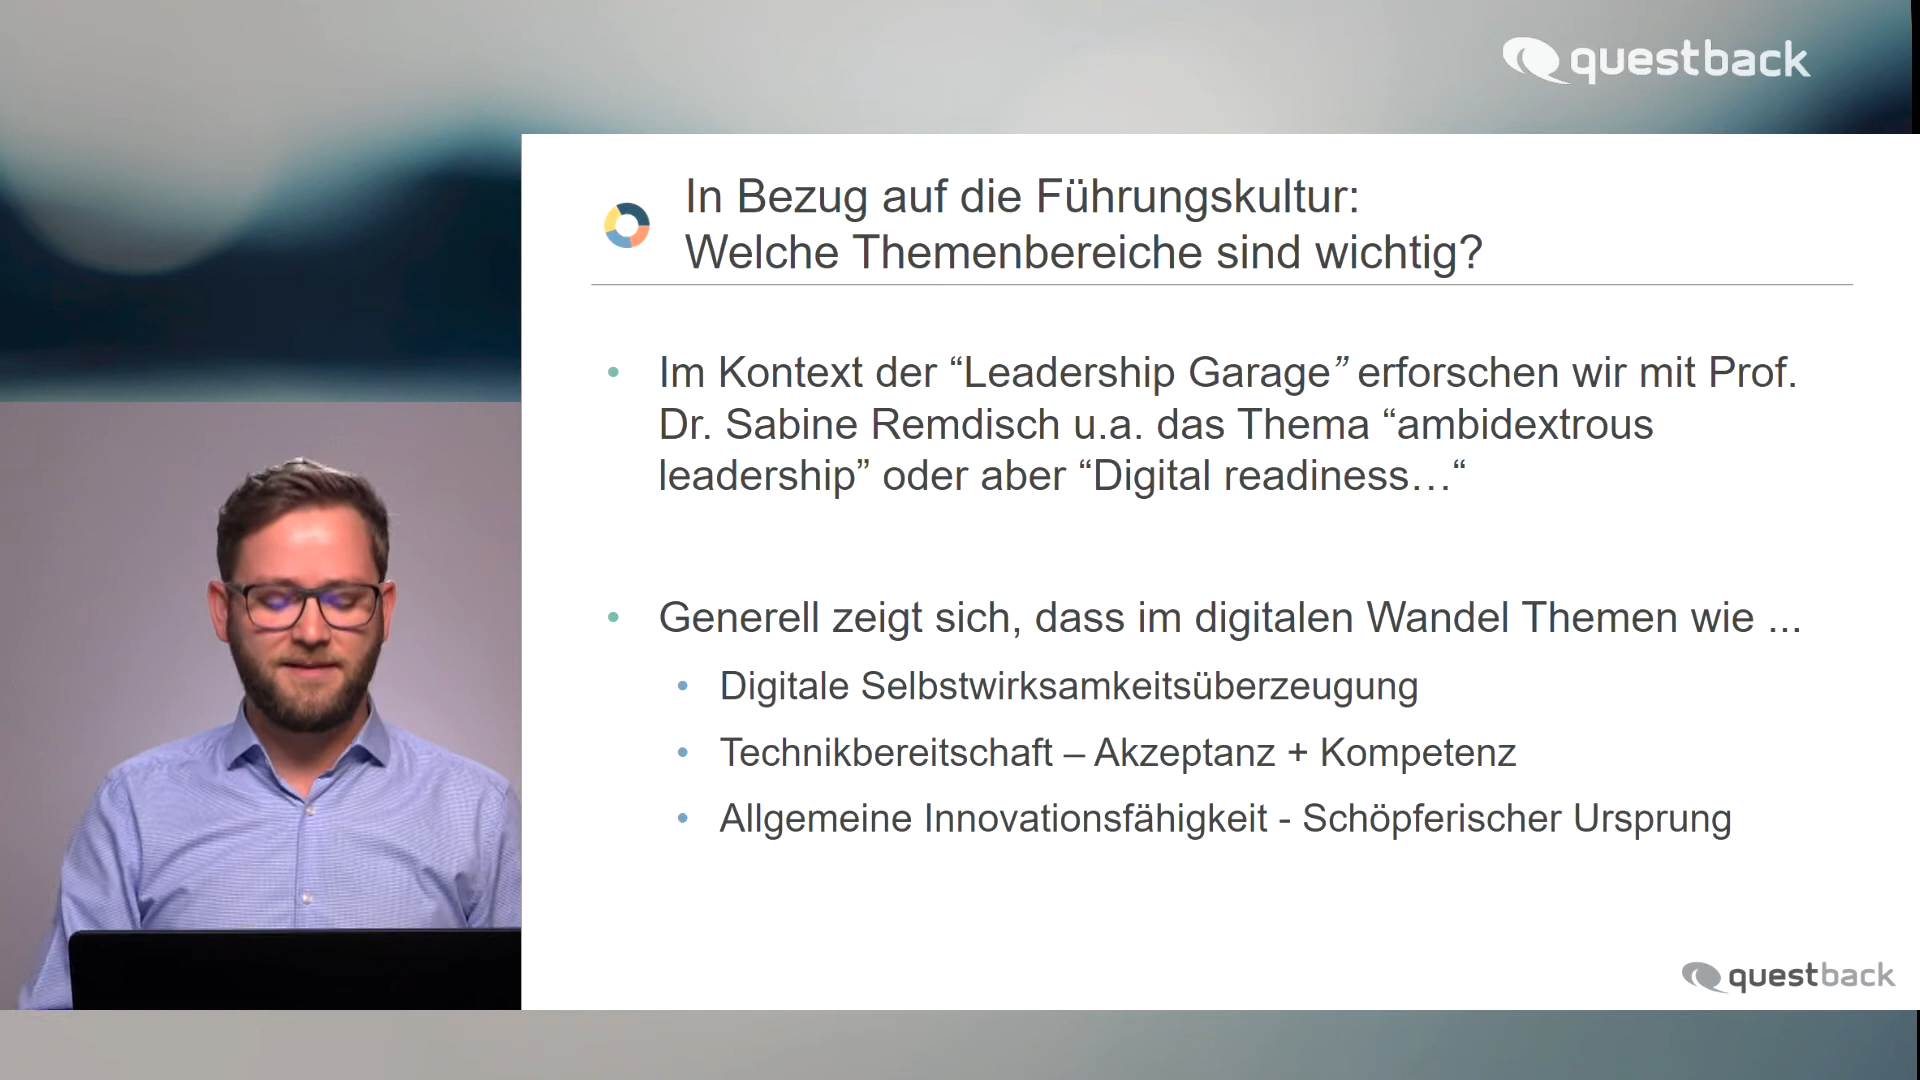 questback
In Bezug auf die Führungskultur:
Welche Themenbereiche sind wichtig?
• Im Kontext der “Leadership Garage” erforschen wir mit Prof.
Dr. Sabine Remdisch u.a. das Thema “ambidextrous
leadership” oder aber “Digital readiness…“
• Generell zeigt sich, dass im digitalen Wandel Themen wie ...
• Digitale Selbstwirksamkeitsüberzeugung
• Technikbereitschaft – Akzeptanz + Kompetenz
• Allgemeine Innovationsfähigkeit - Schöpferischer Ursprung
questback